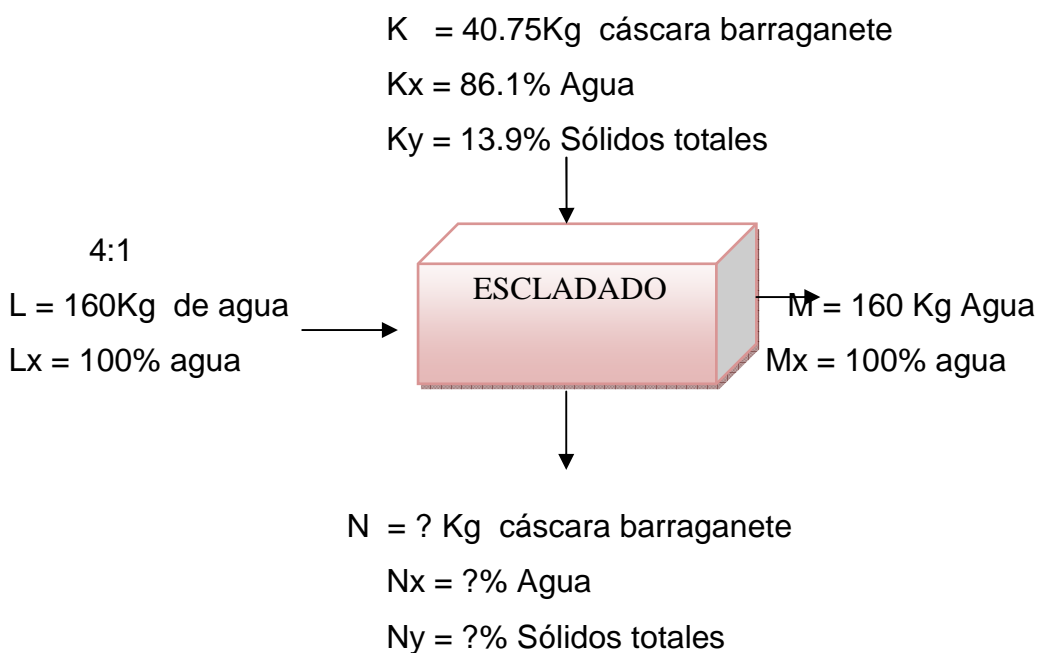 K = 40.75Kg cáscara barraganete
Kx = 86.1% Agua
Ky = 13.9% Sólidos totales
4:1
L = 160Kg de agua
Lx = 100% agua
ESCLADADO
M = 160 Kg Agua
Mx = 100% agua
N = ? Kg cáscara barraganete
Nx = ?% Agua
Ny = ?% Sólidos totales